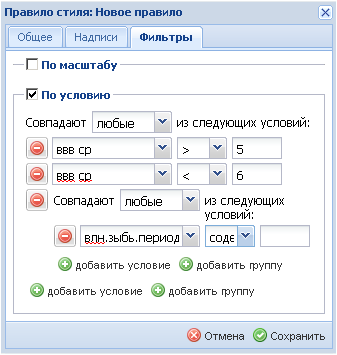 Правило стиля: Новое правило
Общее Надписи Фильтры
По масштабу
По условию
Совпадают любые из следующих условий:
ввв ср > 5
ввв ср < 6
Совпадают любые из следующих условий:
влн.зыбь.период соде
добавить условие добавить группу
добавить условие добавить группу
Отмена Сохранить